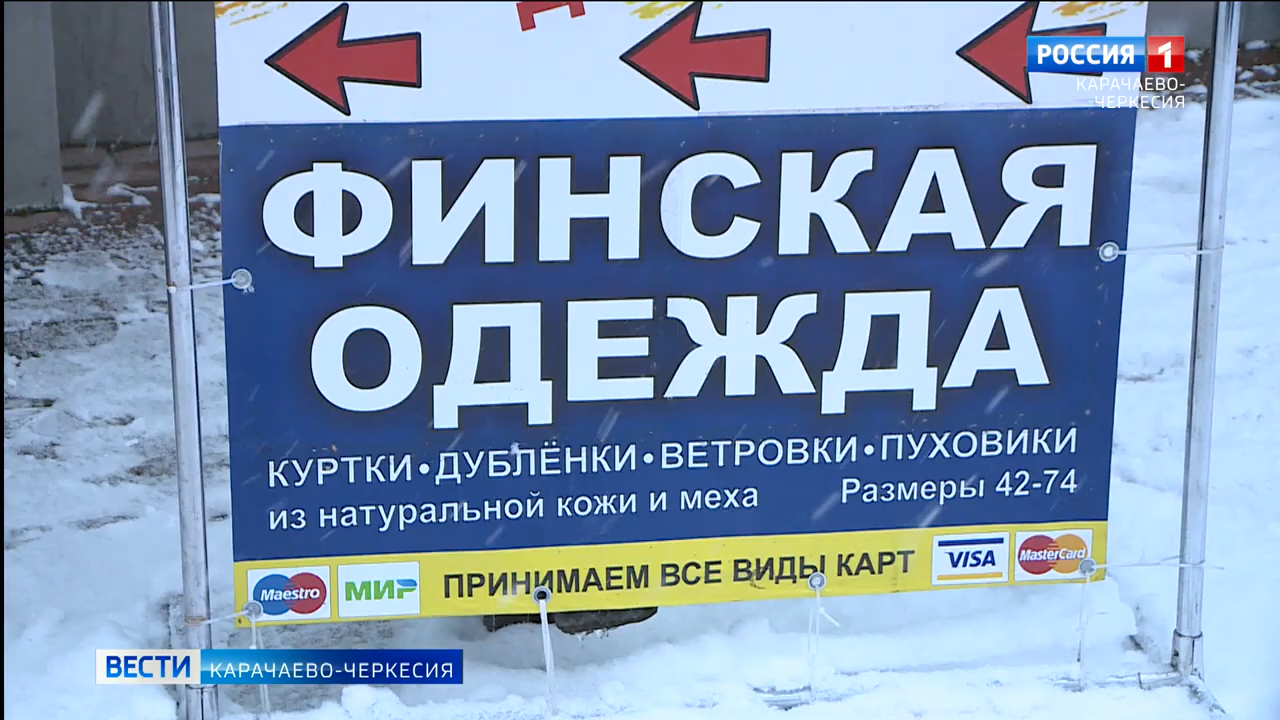 РОССИЯ 1
КАРАЧАЕВО-
ЧЕРКЕСИЯ
ФИНСКАЯ
ОДЕЖДА
КУРТКИ•ДУБЛЁНКИ•ВЕТРОВКИ•ПУХОВИКИ
из натуральной кожи и меха Размеры 42-74
Maestro МИР ПРИНИМАЕМ ВСЕ ВИДЫ КАРТ VISA MasterCard
ВЕСТИ КАРАЧАЕВО-ЧЕРКЕСИЯ